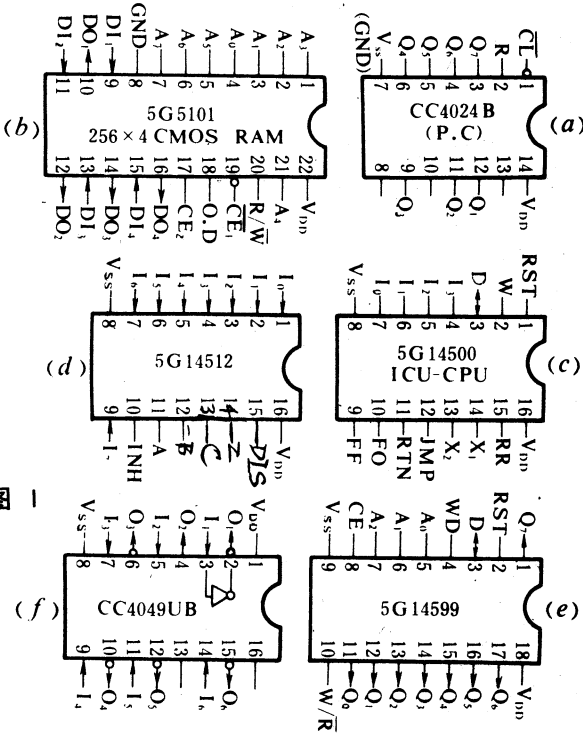 DI₂ DO₁ DI₁ GND A₇ A₆ A₅ A₀ A₁ A₂ A₃
11 10 9 8 7 6 5 4 3 2 1
(b)
5G5101
256×4 CMOS RAM
12 13 14 15 16 17 18 19 20 21 22
DO₂ DI₃ DO₃ DI₄ DO₄ CE₂ O.D C̅E̅₁ R/W̅ A₄ V_DD
(GND)
Vss Q₄ Q₅ Q₆ Q₇ R C̅L̅
7 6 5 4 3 2 1
CC4024B
(P.C)
(a)
8 9 10 11 12 13 14
Q₃ Q₂ Q₁ V_DD
Vss I₆ I₅ I₄ I₃ I₂ I₁ I₀
8 7 6 5 4 3 2 1
(d)
5G14512
9 10 11 12 13 14 15 16
I₇ INH A B C Z DIS V_DD
Vss I₀ I₁ I₂ I₃ D W RST
8 7 6 5 4 3 2 1
5G14500
ICU-CPU
(c)
9 10 11 12 13 14 15 16
FF FO RTN JMP X₂ X₁ RR V_DD
图 1
Vss I₃ O₃ I₂ O₂ I₁ O₁ V_DD
8 7 6 5 4 3 2 1
(f)
CC4049UB
9 10 11 12 13 14 15 16
I₄ O₄ I₅ O₅ I₆ O₆
Vss CE A₂ A₁ A₀ WD D RST Q₇
9 8 7 6 5 4 3 2 1
5G14599
(e)
10 11 12 13 14 15 16 17 18
W/R̅ Q₀ Q₁ Q₂ Q₃ Q₄ Q₅ Q₆ V_DD